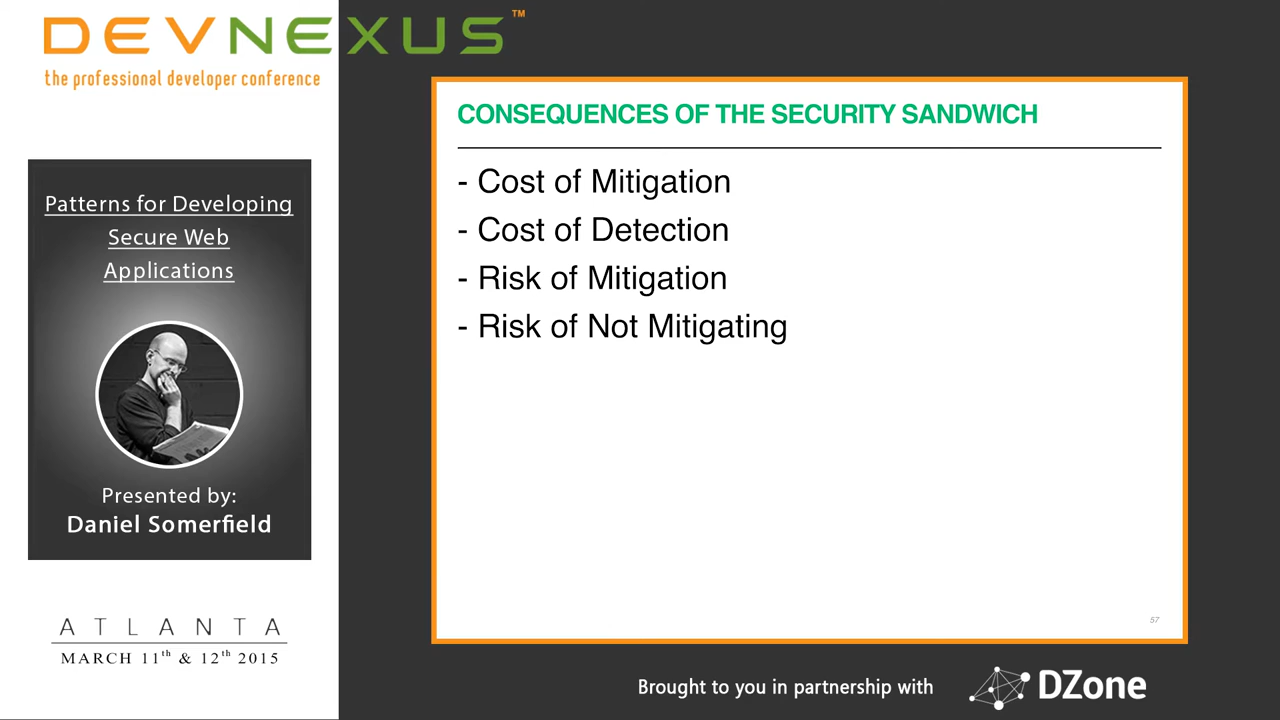 DEVNEXUS™
the professional developer conference
Patterns for Developing
Secure Web
Applications
Presented by:
Daniel Somerfield
ATLANTA
MARCH 11th & 12th 2015
CONSEQUENCES OF THE SECURITY SANDWICH
- Cost of Mitigation
- Cost of Detection
- Risk of Mitigation
- Risk of Not Mitigating
57
Brought to you in partnership with
DZone